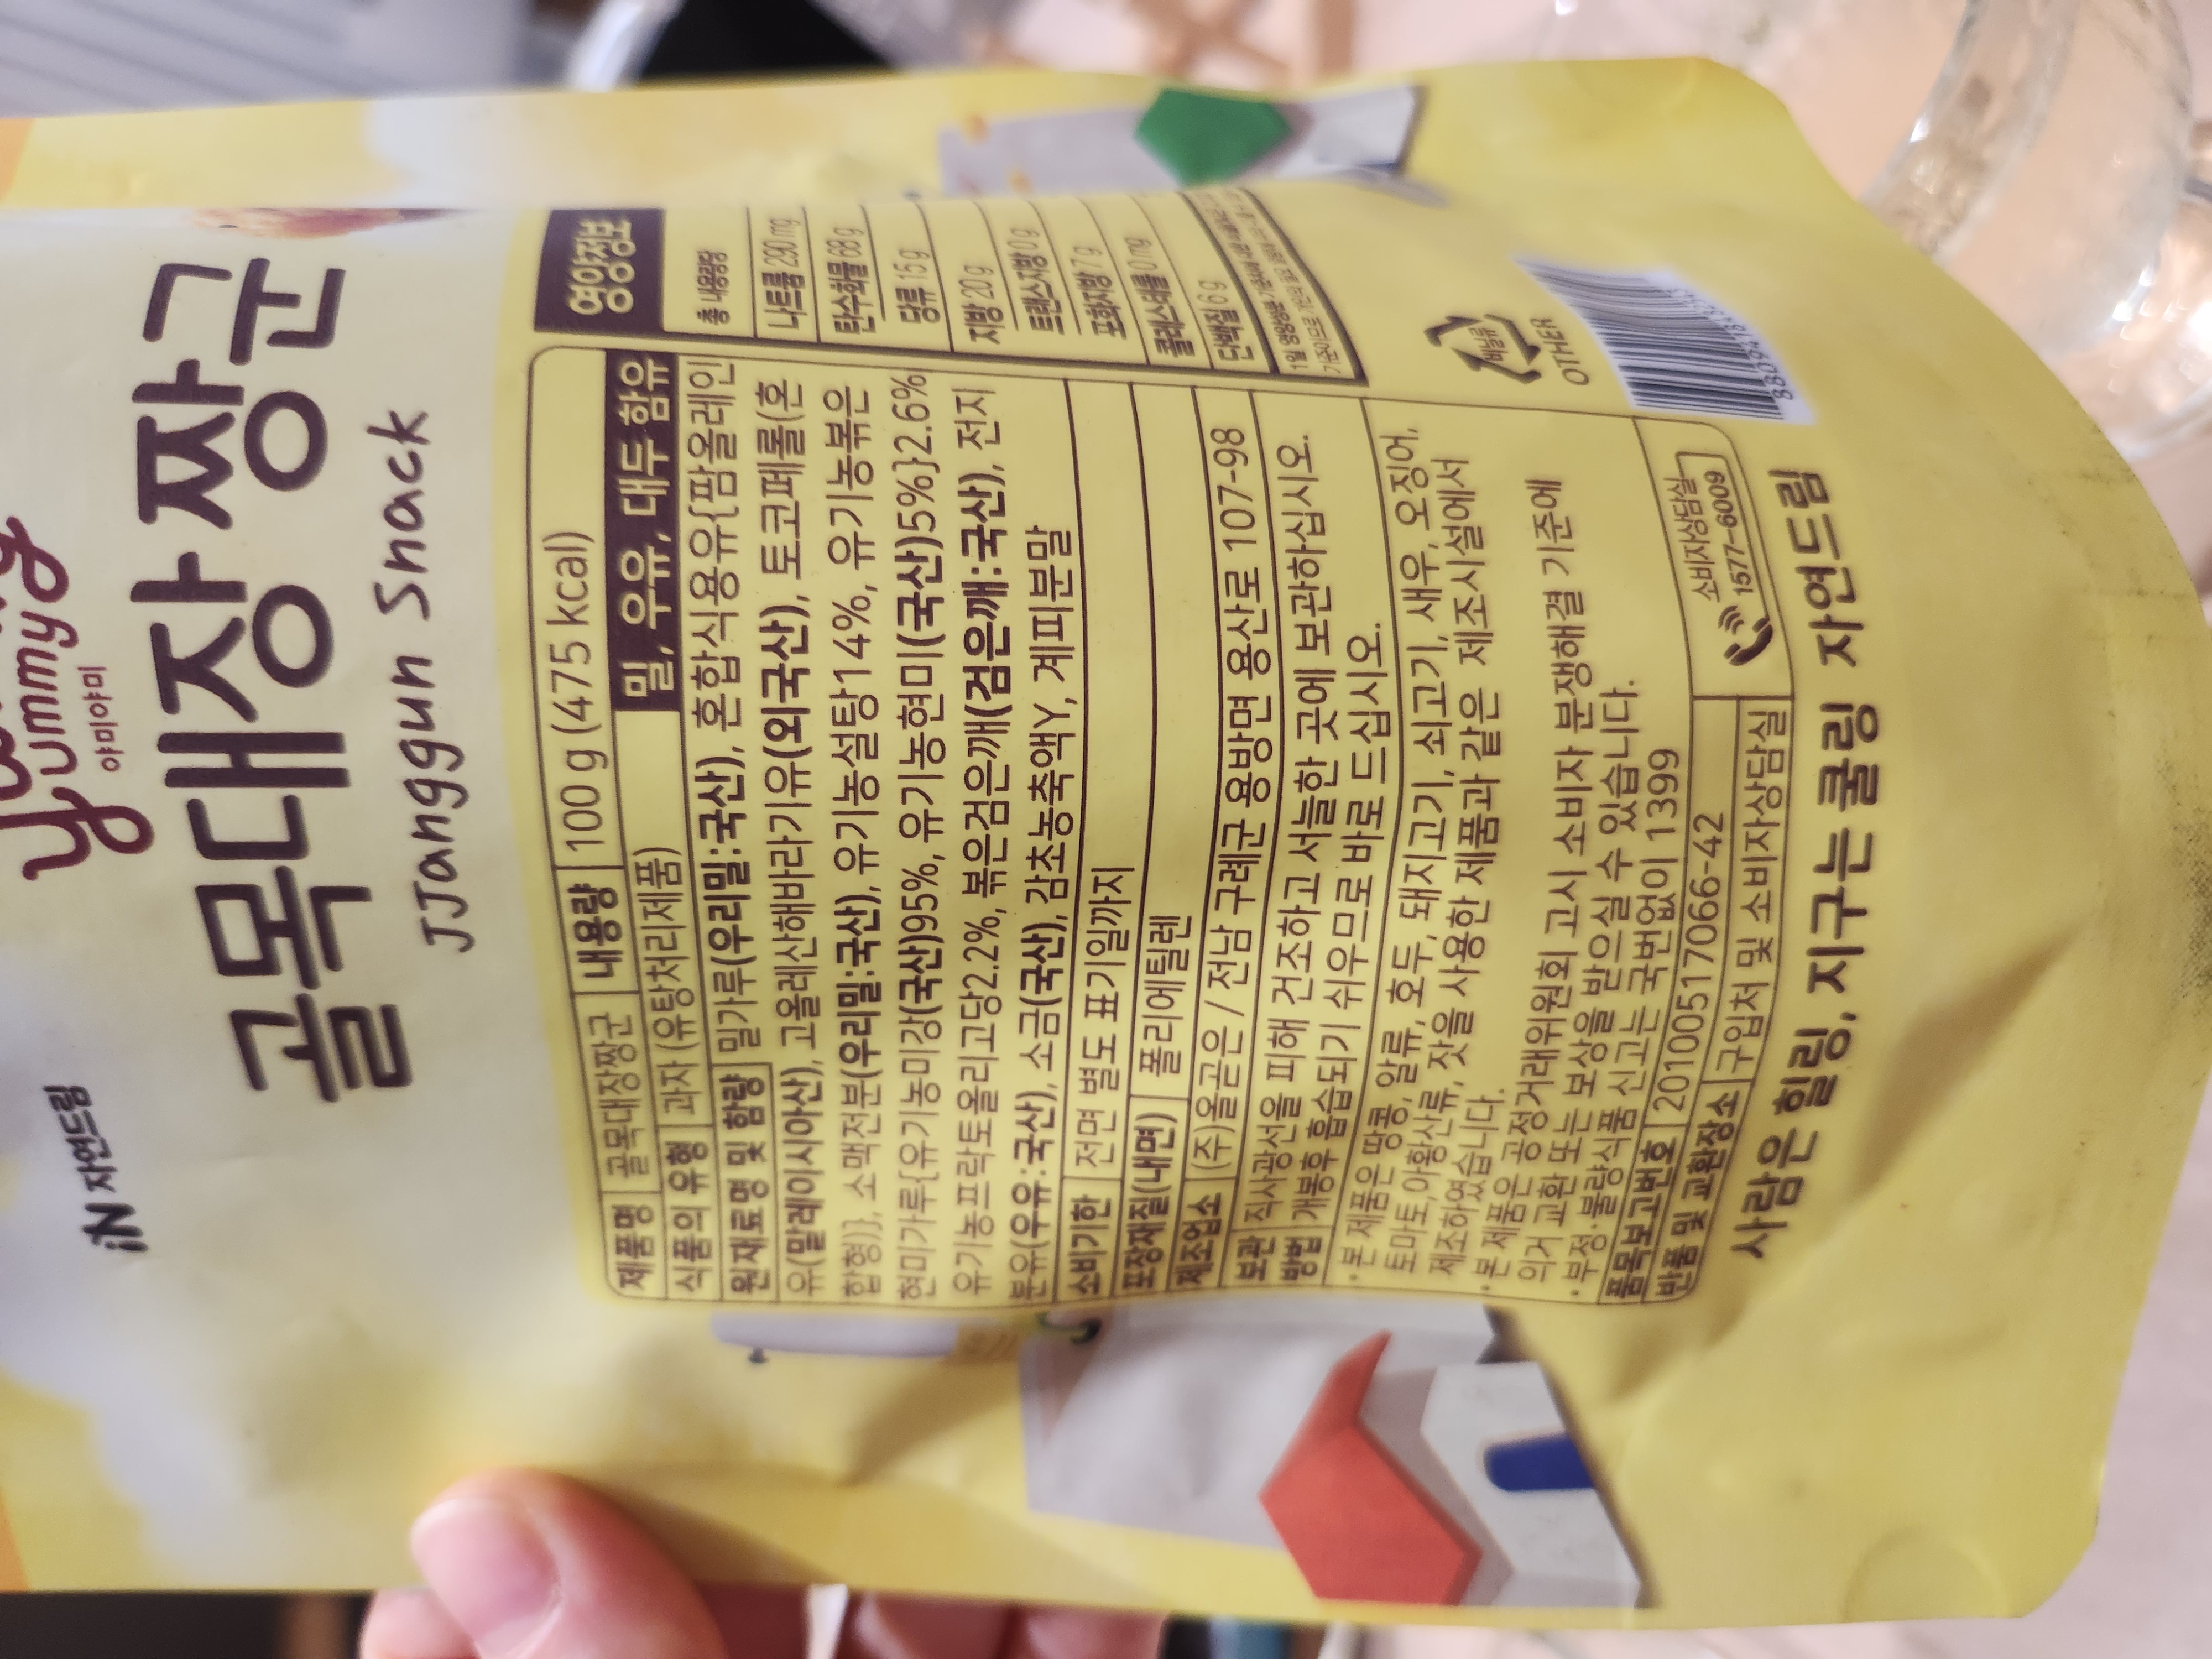 iN 자연드림
yummy
야미야미
골목대장 짱군
JJanggun Snack
제품명 골목대장짱군 내용량 100 g (475 kcal)
식품의 유형 과자 (유탕처리제품) 밀, 우유, 대두 함유
원재료명 및 함량 밀가루(우리밀:국산), 혼합식용유{팜올레인
유(말레이시아산), 고올레산해바라기유(외국산), 토코페롤(혼
합형)}, 소맥전분(우리밀:국산), 유기농설탕14%, 유기농볶은
현미가루{유기농미강(국산)95%, 유기농현미(국산)5%}2.6%
유기농프락토올리고당2.2%, 볶은검은깨(검은깨:국산), 전지
분유(우유:국산), 소금(국산), 감초농축액Y, 계피분말
소비기한 전면 별도 표기일까지
포장재질(내면) 폴리에틸렌
제조업소 (주)올곧은 / 전남 구례군 용방면 용산로 107-98
보관 직사광선을 피해 건조하고 서늘한 곳에 보관하십시오.
방법 개봉후 흡습되기 쉬우므로 바로 드십시오.
· 본 제품은 땅콩, 알류, 호두, 돼지고기, 쇠고기, 새우, 오징어,
토마토,아황산류, 잣을 사용한 제품과 같은 제조시설에서
제조하였습니다.
· 본 제품은 공정거래위원회 고시 소비자 분쟁해결 기준에
의거 교환 또는 보상을 받으실 수 있습니다.
· 부정·불량식품 신고는 국번없이 1399
품목보고번호 20100517066-42
반품 및 교환장소 구입처 및 소비자상담실
소비자상담실
1577-6009
사람은 힐링, 지구는 쿨링 자연드림
영양정보
총 내용량당
나트륨 290 mg
탄수화물 68 g
당류 15 g
지방 20 g
트랜스지방 0 g
포화지방 7 g
콜레스테롤 0 mg
단백질 6 g
비닐류
OTHER